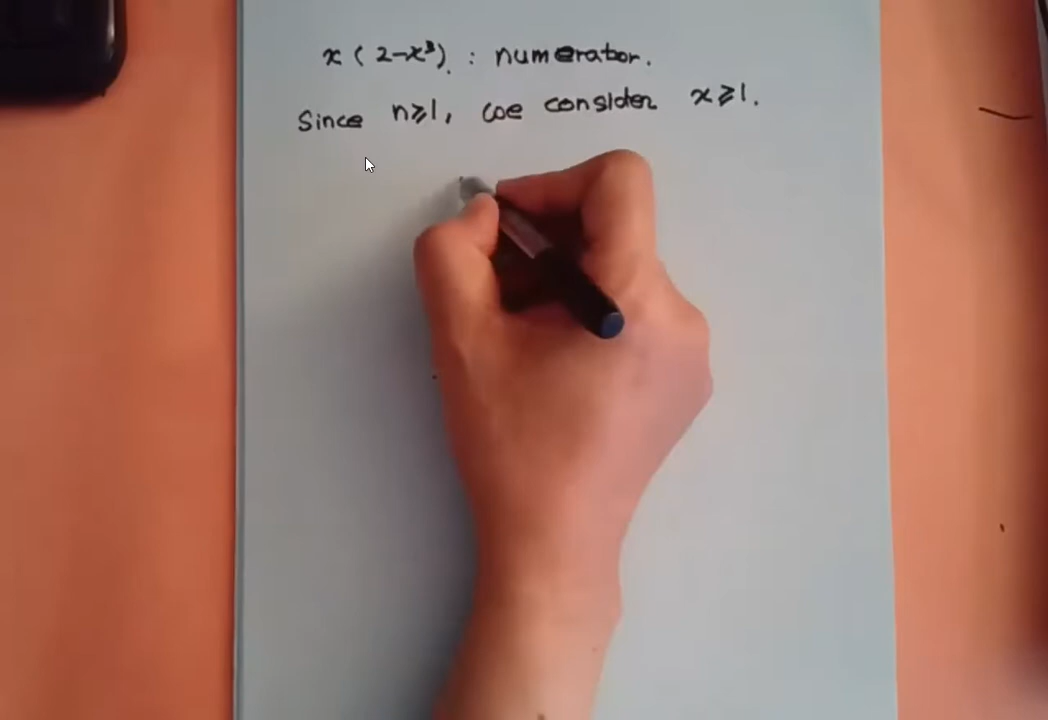 x(2-x³). : numerator.
Since n⩾1, we consider x⩾1.